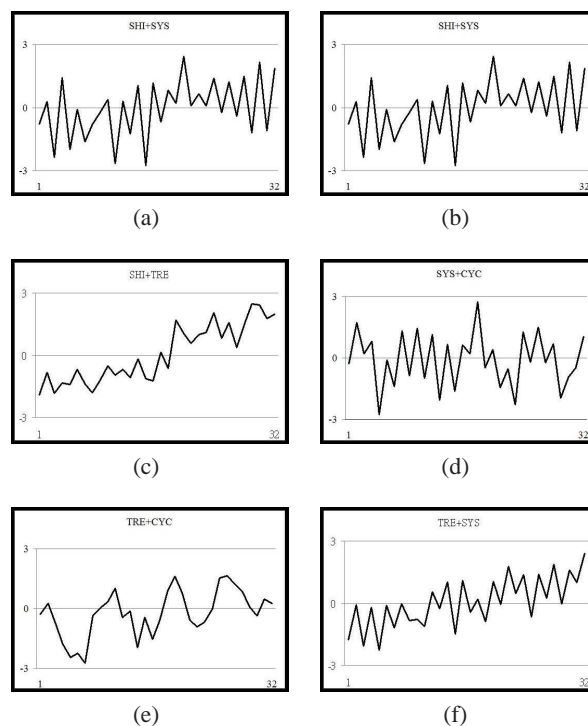 SHI+SYS
3
0
-3
1 32
(a)
SHI+SYS
3
0
-3
1 32
(b)
SHI+TRE
3
0
-3
1 32
(c)
SYS+CYC
3
0
-3
1 32
(d)
TRE+CYC
3
0
-3
1 32
(e)
TRE+SYS
3
0
-3
1 32
(f)